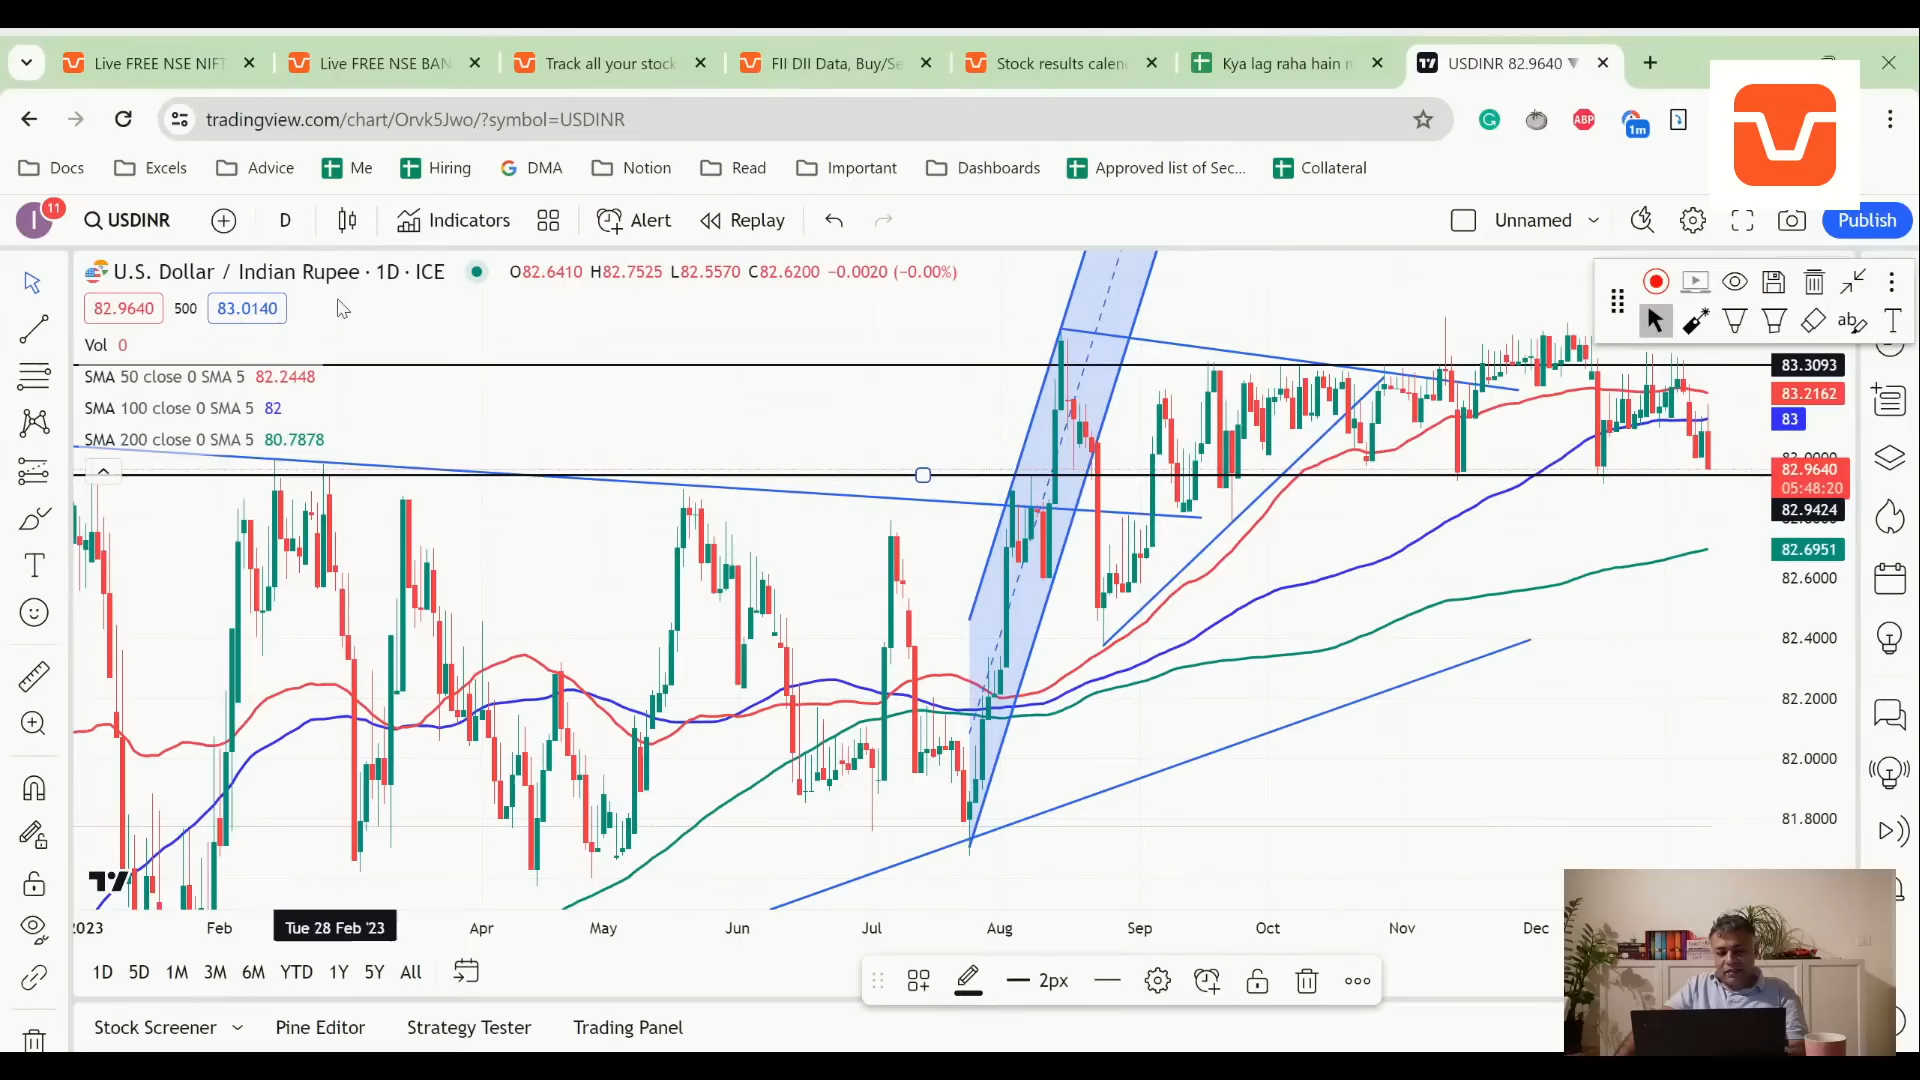 Live FREE NSE NIFT
Live FREE NSE BAN
Track all your stock
FII DII Data, Buy/Se
Stock results calen
Kya lag raha hain n
USDINR 82.9640
tradingview.com/chart/Orvk5Jwo/?symbol=USDINR
ABP
1m
Docs
Excels
Advice
Me
Hiring
DMA
Notion
Read
Important
Dashboards
Approved list of Sec...
Collateral
I
11
USDINR
D
Indicators
Alert
Replay
Unnamed
Publish
U.S. Dollar / Indian Rupee · 1D · ICE
O82.6410 H82.7525 L82.5570 C82.6200 −0.0020 (−0.00%)
82.9640
500
83.0140
Vol 0
SMA 50 close 0 SMA 5 82.2448
SMA 100 close 0 SMA 5 82
SMA 200 close 0 SMA 5 80.7878
83.3093
83.2162
83
82.9640
05:48:20
82.9424
82.6951
82.6000
82.4000
82.2000
82.0000
81.8000
2023
Feb
Tue 28 Feb '23
Apr
May
Jun
Jul
Aug
Sep
Oct
Nov
Dec
1D 5D 1M 3M 6M YTD 1Y 5Y All
2px
Stock Screener
Pine Editor
Strategy Tester
Trading Panel